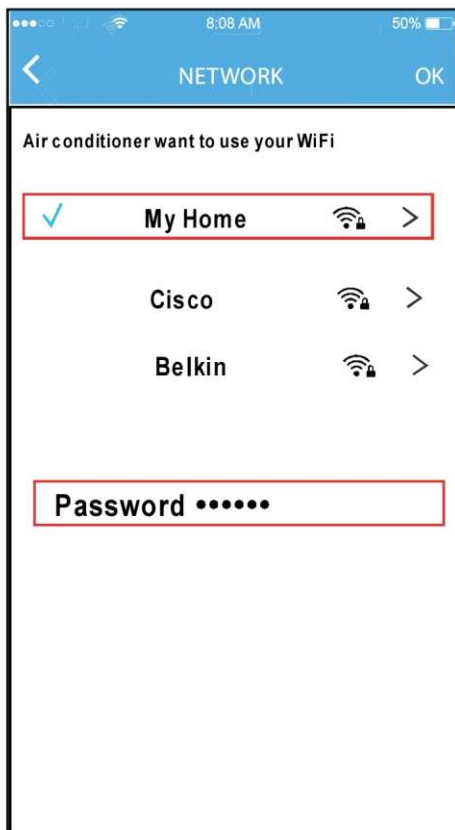 8:08 AM 50%
NETWORK OK
Air conditioner want to use your WiFi
My Home
Cisco
Belkin
Password ••••••